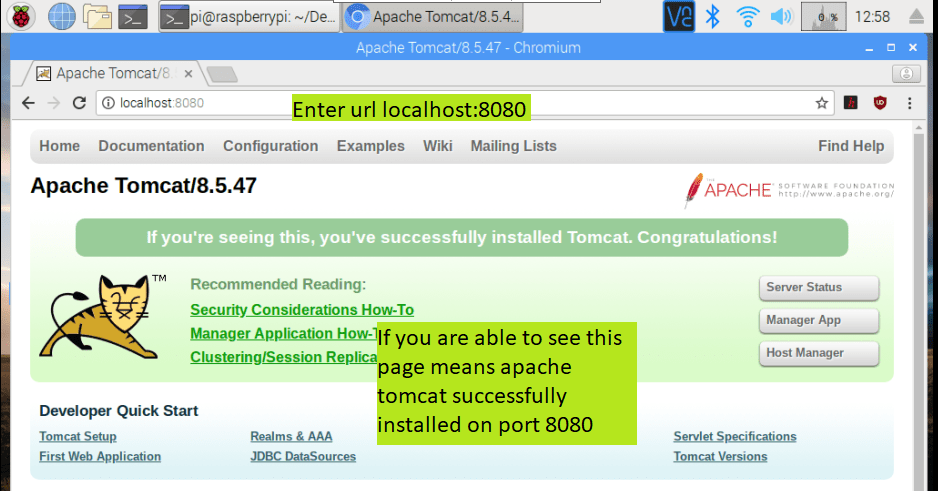 pi@raspberrypi: ~/De...
Apache Tomcat/8.5.4...
0 %
12:58
Apache Tomcat/8.5.47 - Chromium
Apache Tomcat/8.
localhost:8080
Enter url localhost:8080
Home Documentation Configuration Examples Wiki Mailing Lists Find Help
Apache Tomcat/8.5.47
THE APACHE® SOFTWARE FOUNDATION
http://www.apache.org/
If you're seeing this, you've successfully installed Tomcat. Congratulations!
TM
Recommended Reading:
Security Considerations How-To
Manager Application How-T
Clustering/Session Replica
Server Status
Manager App
Host Manager
If you are able to see this
page means apache
tomcat successfully
installed on port 8080
Developer Quick Start
Tomcat Setup Realms & AAA Servlet Specifications
First Web Application JDBC DataSources Tomcat Versions